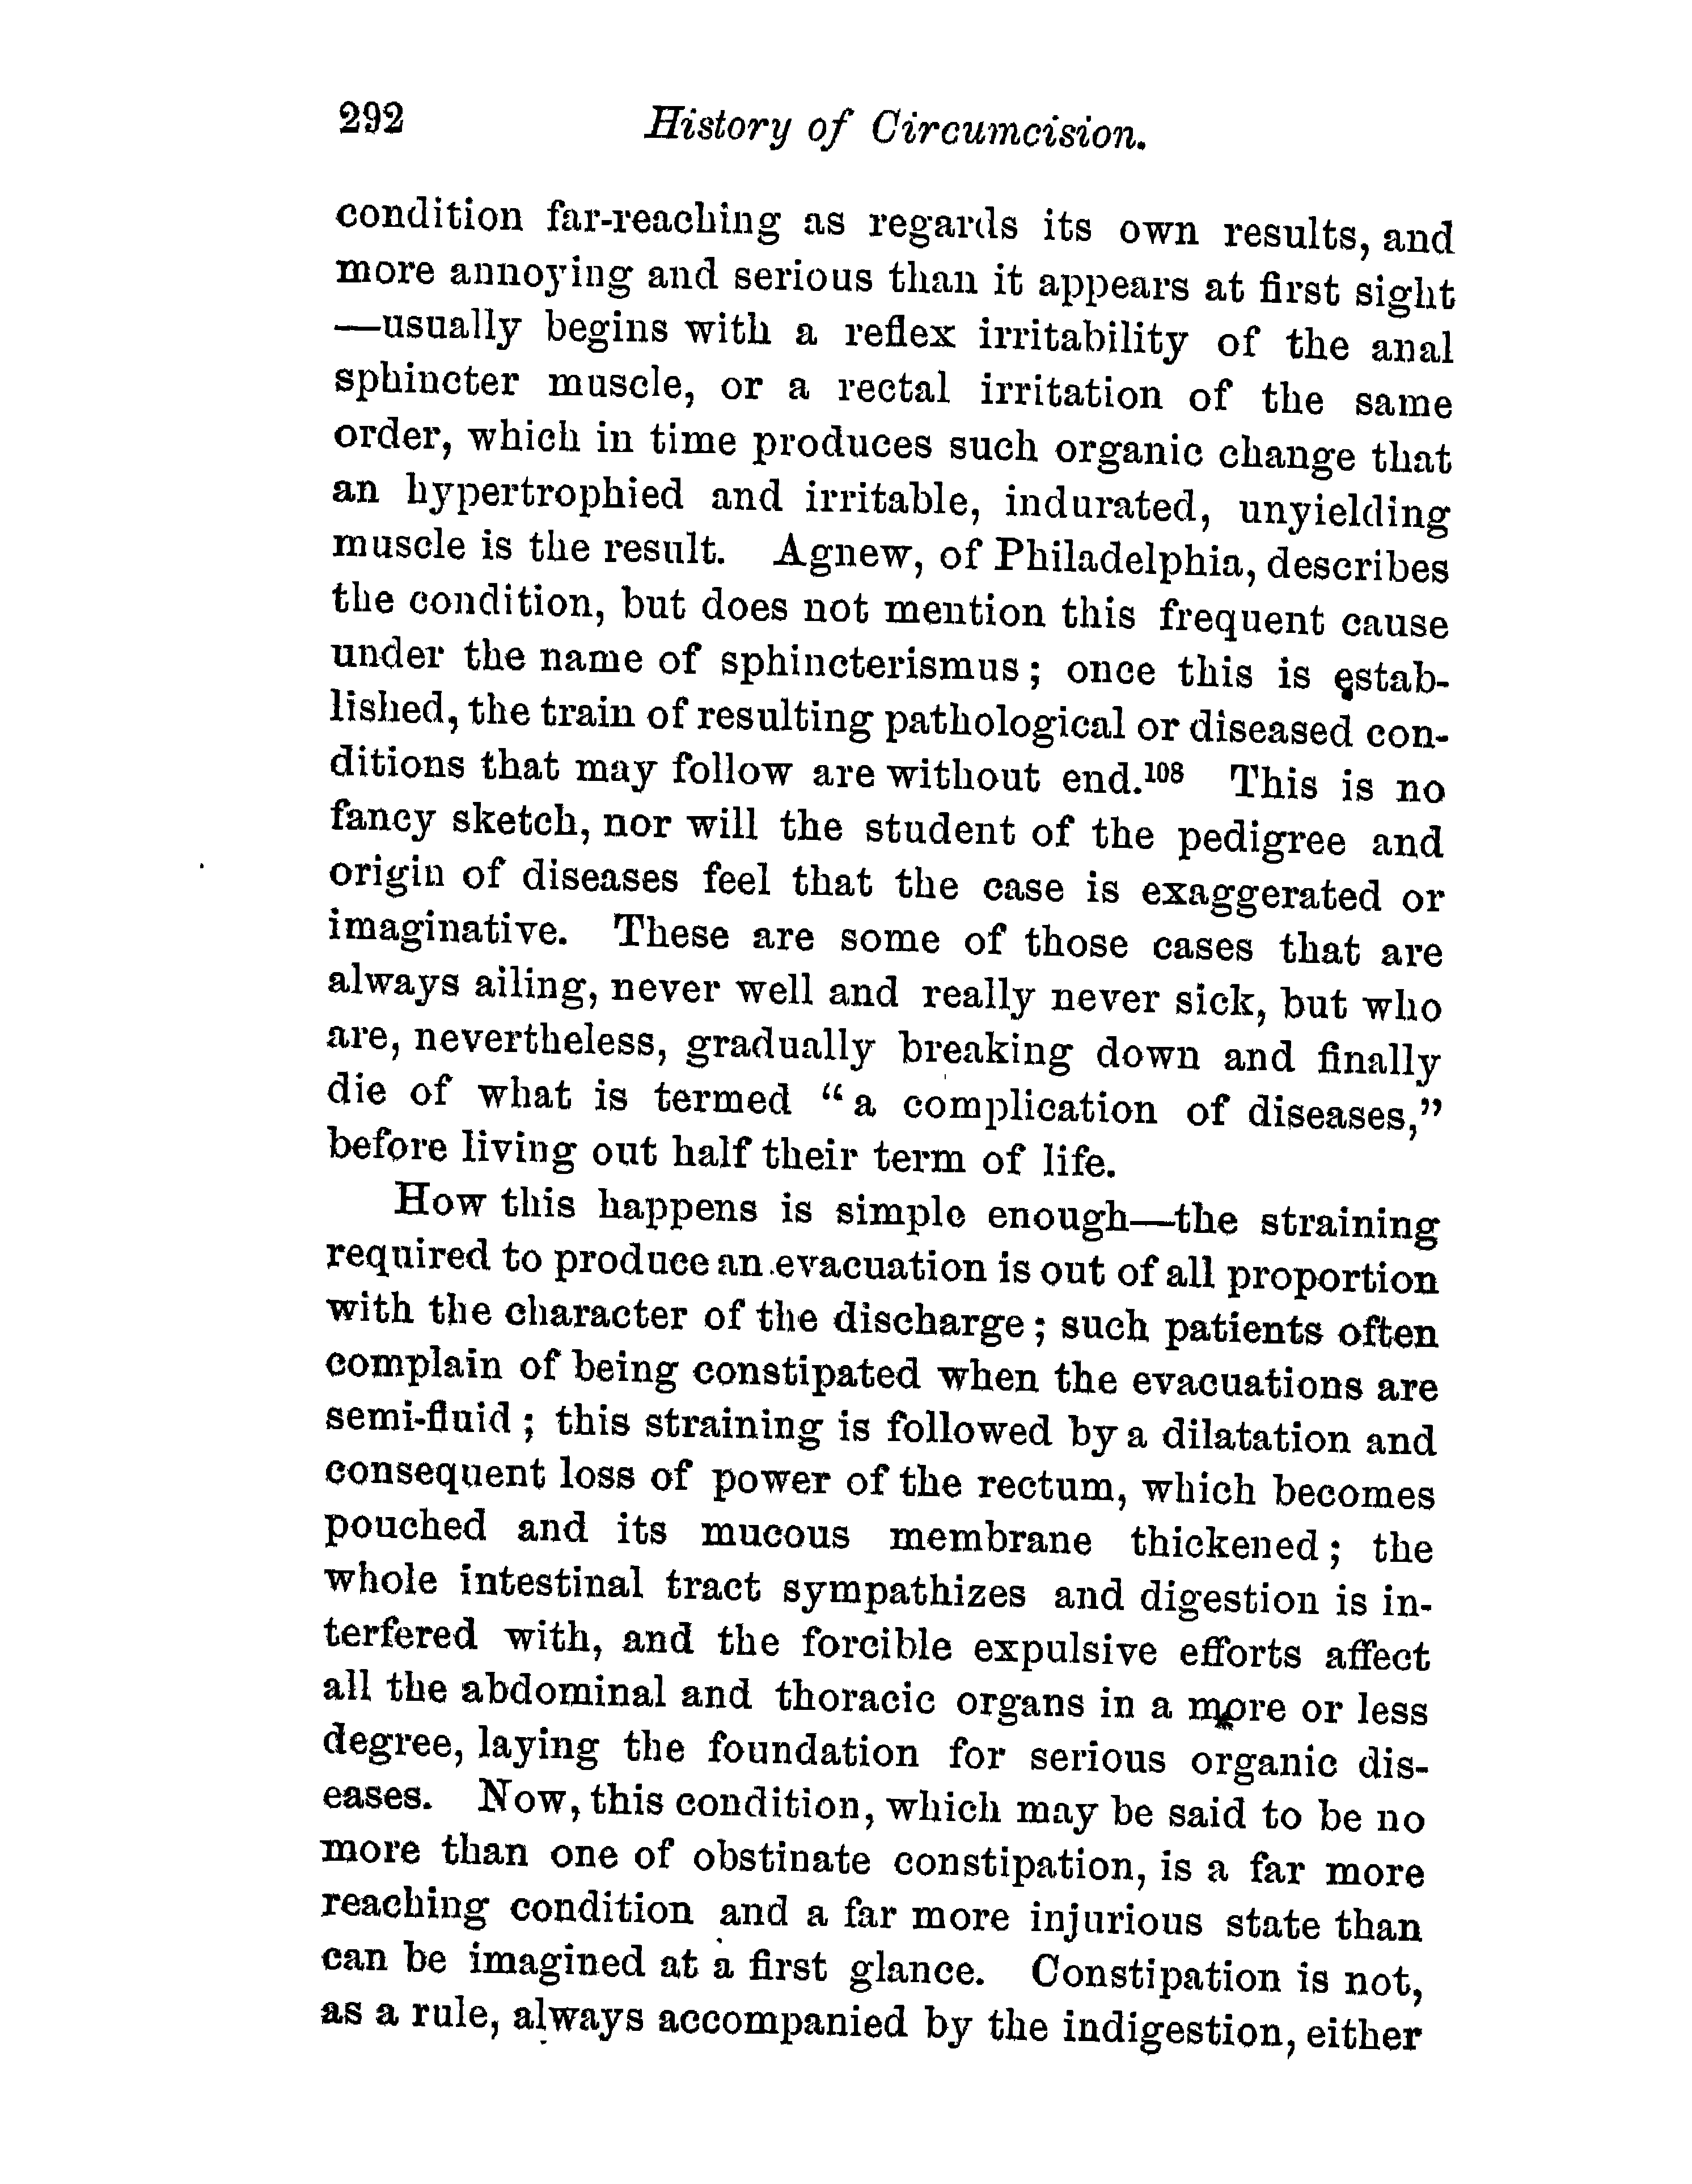 292 History of Circumcision.
condition far-reaching as regards its own results, and
more annoying and serious than it appears at first sight
—usually begins with a reflex irritability of the anal
sphincter muscle, or a rectal irritation of the same
order, which in time produces such organic change that
an hypertrophied and irritable, indurated, unyielding
muscle is the result. Agnew, of Philadelphia, describes
the condition, but does not mention this frequent cause
under the name of sphincterismus; once this is estab-
lished, the train of resulting pathological or diseased con-
ditions that may follow are without end.¹⁰⁸ This is no
fancy sketch, nor will the student of the pedigree and
origin of diseases feel that the case is exaggerated or
imaginative. These are some of those cases that are
always ailing, never well and really never sick, but who
are, nevertheless, gradually breaking down and finally
die of what is termed "a complication of diseases,"
before living out half their term of life.
How this happens is simple enough—the straining
required to produce an evacuation is out of all proportion
with the character of the discharge; such patients often
complain of being constipated when the evacuations are
semi-fluid; this straining is followed by a dilatation and
consequent loss of power of the rectum, which becomes
pouched and its mucous membrane thickened; the
whole intestinal tract sympathizes and digestion is in-
terfered with, and the forcible expulsive efforts affect
all the abdominal and thoracic organs in a more or less
degree, laying the foundation for serious organic dis-
eases. Now, this condition, which may be said to be no
more than one of obstinate constipation, is a far more
reaching condition and a far more injurious state than
can be imagined at a first glance. Constipation is not,
as a rule, always accompanied by the indigestion, either